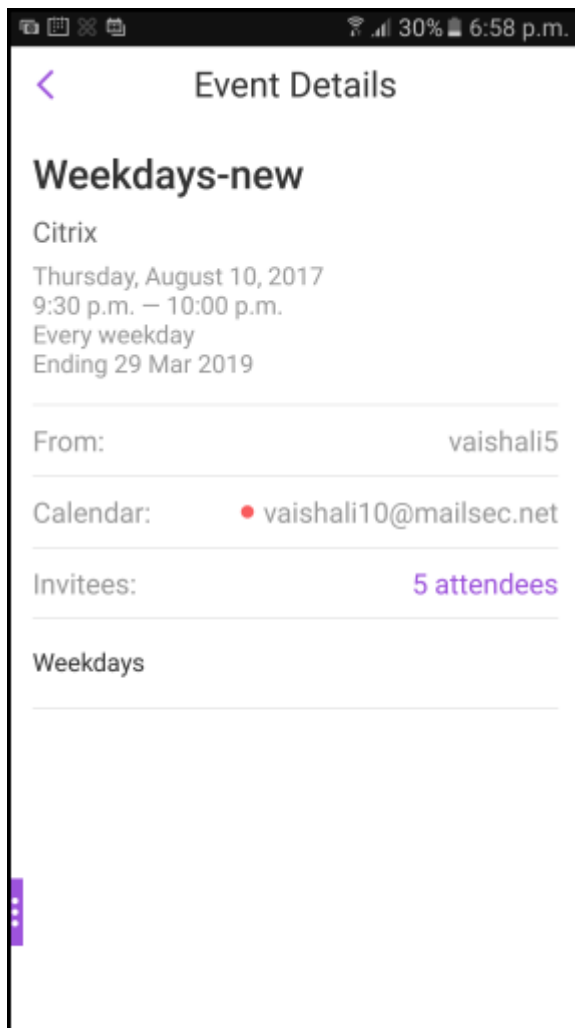 30% 6:58 p.m.
Event Details
Weekdays-new
Citrix
Thursday, August 10, 2017
9:30 p.m. — 10:00 p.m.
Every weekday
Ending 29 Mar 2019
From: vaishali5
Calendar: vaishali10@mailsec.net
Invitees: 5 attendees
Weekdays